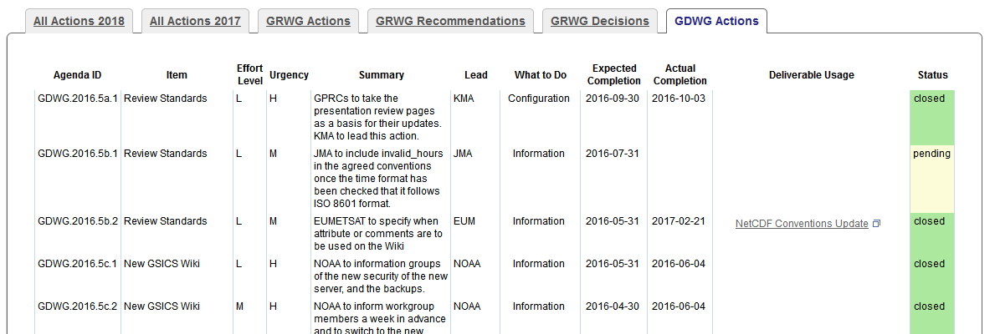 All Actions 2018 All Actions 2017 GRWG Actions GRWG Recommendations GRWG Decisions GDWG Actions
Agenda ID Item Effort Level Urgency Summary Lead What to Do Expected Completion Actual Completion Deliverable Usage Status
GDWG.2016.5a.1 Review Standards L H GPRCs to take the KMA Configuration 2016-09-30 2016-10-03 closed
presentation review pages
as a basis for their updates.
KMA to lead this action.
GDWG.2016.5b.1 Review Standards L M JMA to include invalid_hours JMA Information 2016-07-31 pending
in the agreed conventions
once the time format has
been checked that it follows
ISO 8601 format.
GDWG.2016.5b.2 Review Standards L M EUMETSAT to specify when EUM Information 2016-05-31 2017-02-21 NetCDF Conventions Update closed
attribute or comments are to
be used on the Wiki
GDWG.2016.5c.1 New GSICS Wiki L H NOAA to information groups NOAA Information 2016-05-31 2016-06-04 closed
of the new security of the new
server, and the backups.
GDWG.2016.5c.2 New GSICS Wiki M H NOAA to inform workgroup NOAA Information 2016-04-30 2016-06-04 closed
members a week in advance
and to switch to the new